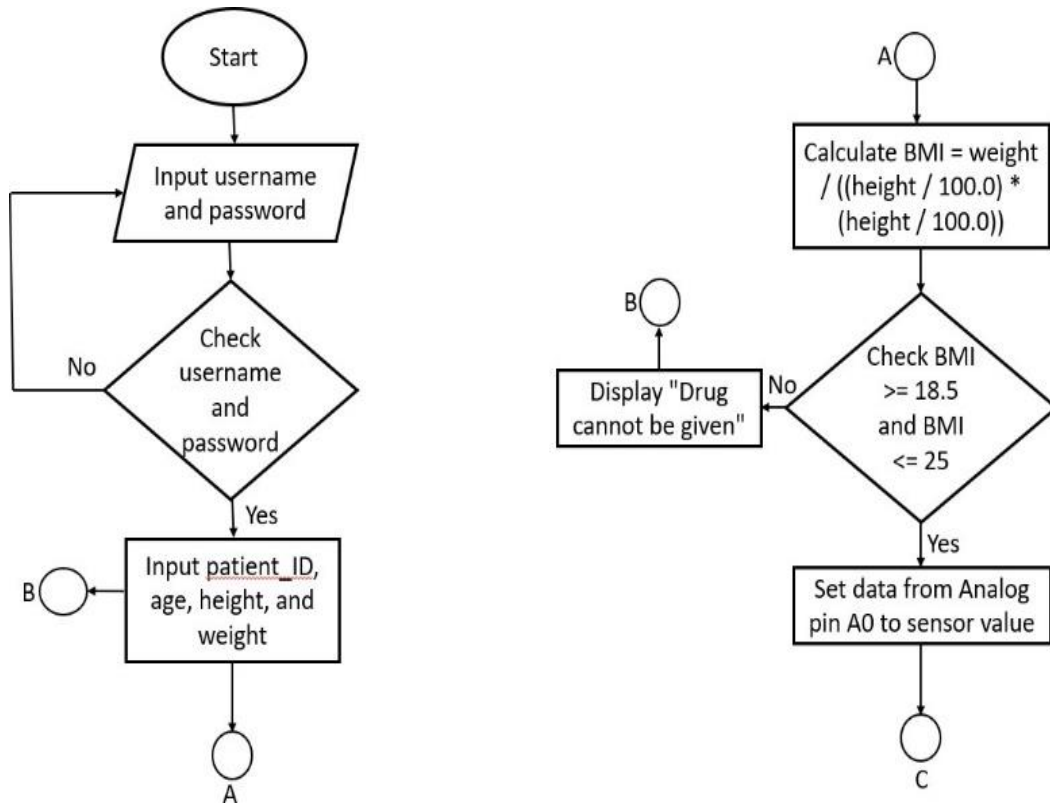 Start
Input username
and password
Check
username
and
password
No
Yes
Input patient_ID,
age, height, and
weight
B
A
A
Calculate BMI = weight
/ ((height / 100.0) *
(height / 100.0))
B
Check BMI
>= 18.5
and BMI
<= 25
No
Display "Drug
cannot be given"
Yes
Set data from Analog
pin A0 to sensor value
C